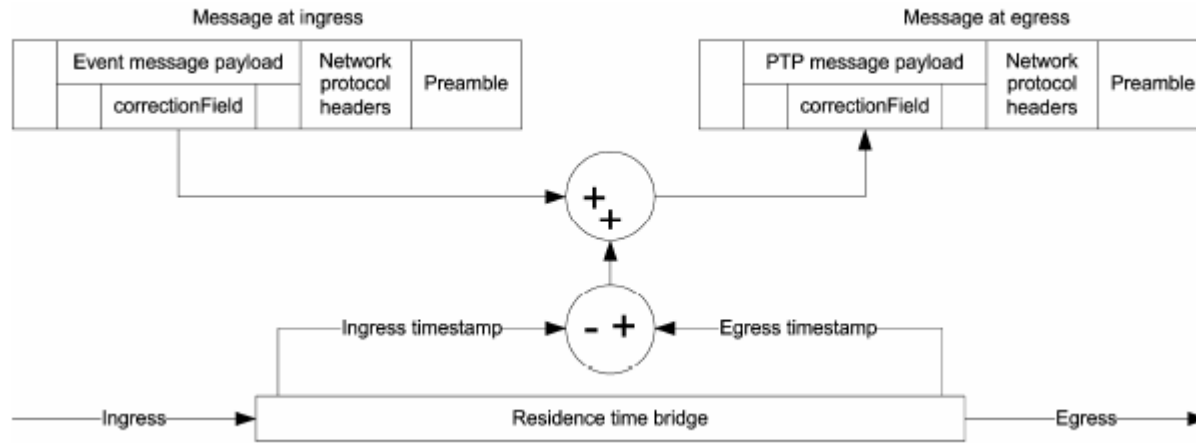 Message at ingress
Message at egress
Event message payload
correctionField
Network
protocol
headers
Preamble
PTP message payload
correctionField
Network
protocol
headers
Preamble
+
+
Ingress timestamp
- +
Egress timestamp
Ingress
Residence time bridge
Egress